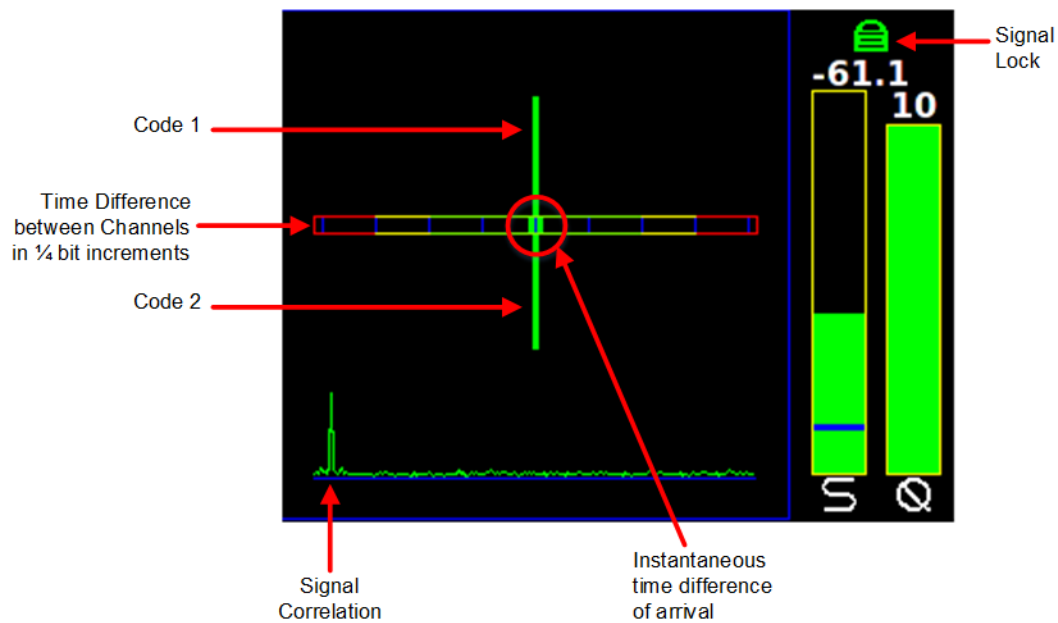 Signal
Lock
-61.1
10
Code 1
Time Difference
between Channels
in ¼ bit increments
Code 2
S
Q
Instantaneous
time difference
of arrival
Signal
Correlation